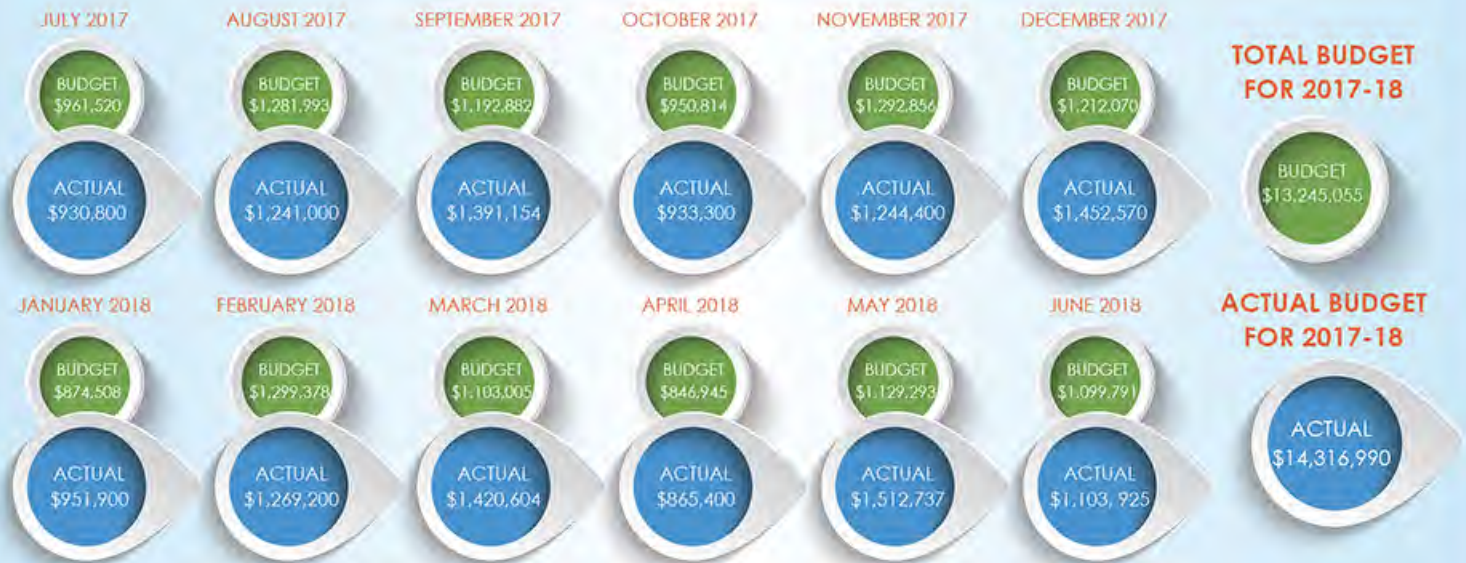 JULY 2017
BUDGET
$961,520
ACTUAL
$930,800
AUGUST 2017
BUDGET
$1,281,993
ACTUAL
$1,241,000
SEPTEMBER 2017
BUDGET
$1,192,882
ACTUAL
$1,391,154
OCTOBER 2017
BUDGET
$950,814
ACTUAL
$933,300
NOVEMBER 2017
BUDGET
$1,292,856
ACTUAL
$1,244,400
DECEMBER 2017
BUDGET
$1,212,070
ACTUAL
$1,452,570
TOTAL BUDGET
FOR 2017-18
BUDGET
$13,245,055
JANUARY 2018
BUDGET
$874,508
ACTUAL
$951,900
FEBRUARY 2018
BUDGET
$1,299,378
ACTUAL
$1,269,200
MARCH 2018
BUDGET
$1,103,005
ACTUAL
$1,420,604
APRIL 2018
BUDGET
$846,945
ACTUAL
$865,400
MAY 2018
BUDGET
$1,129,293
ACTUAL
$1,512,737
JUNE 2018
BUDGET
$1,099,791
ACTUAL
$1,103, 925
ACTUAL BUDGET
FOR 2017-18
ACTUAL
$14,316,990